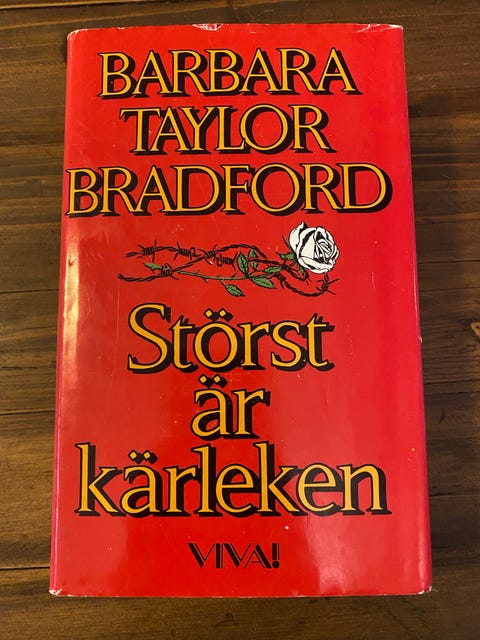 BARBARA
TAYLOR
BRADFORD
Störst
är
kärleken
VIVA!